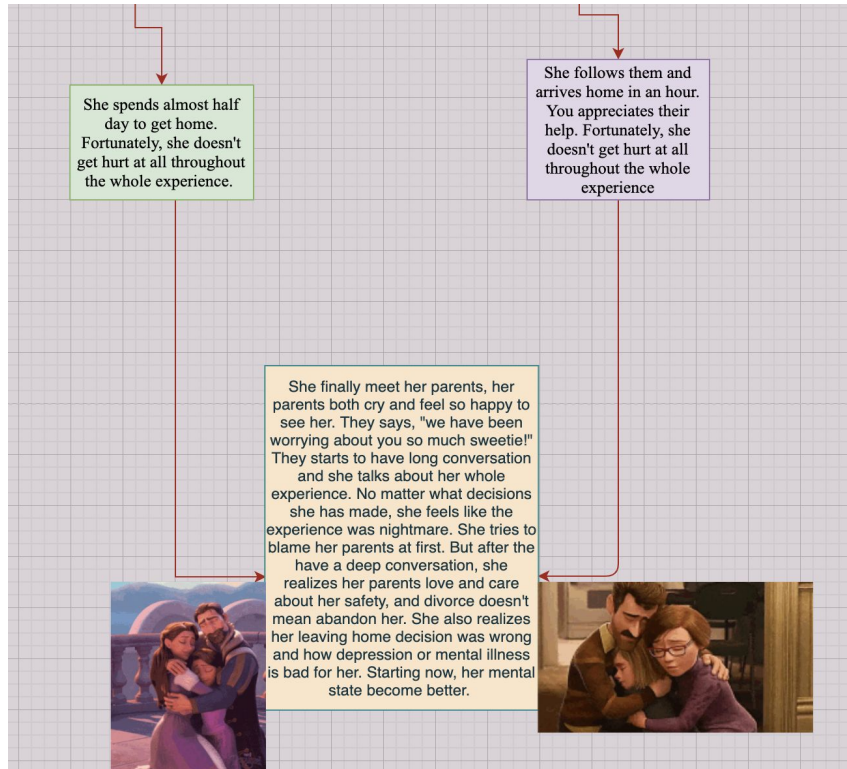 She spends almost half
day to get home.
Fortunately, she doesn't
get hurt at all throughout
the whole experience.
She follows them and
arrives home in an hour.
You appreciates their
help. Fortunately, she
doesn't get hurt at all
throughout the whole
experience
She finally meet her parents, her
parents both cry and feel so happy to
see her. They says, "we have been
worrying about you so much sweetie!"
They starts to have long conversation
and she talks about her whole
experience. No matter what decisions
she has made, she feels like the
experience was nightmare. She tries to
blame her parents at first. But after the
have a deep conversation, she
realizes her parents love and care
about her safety, and divorce doesn't
mean abandon her. She also realizes
her leaving home decision was wrong
and how depression or mental illness
is bad for her. Starting now, her mental
state become better.